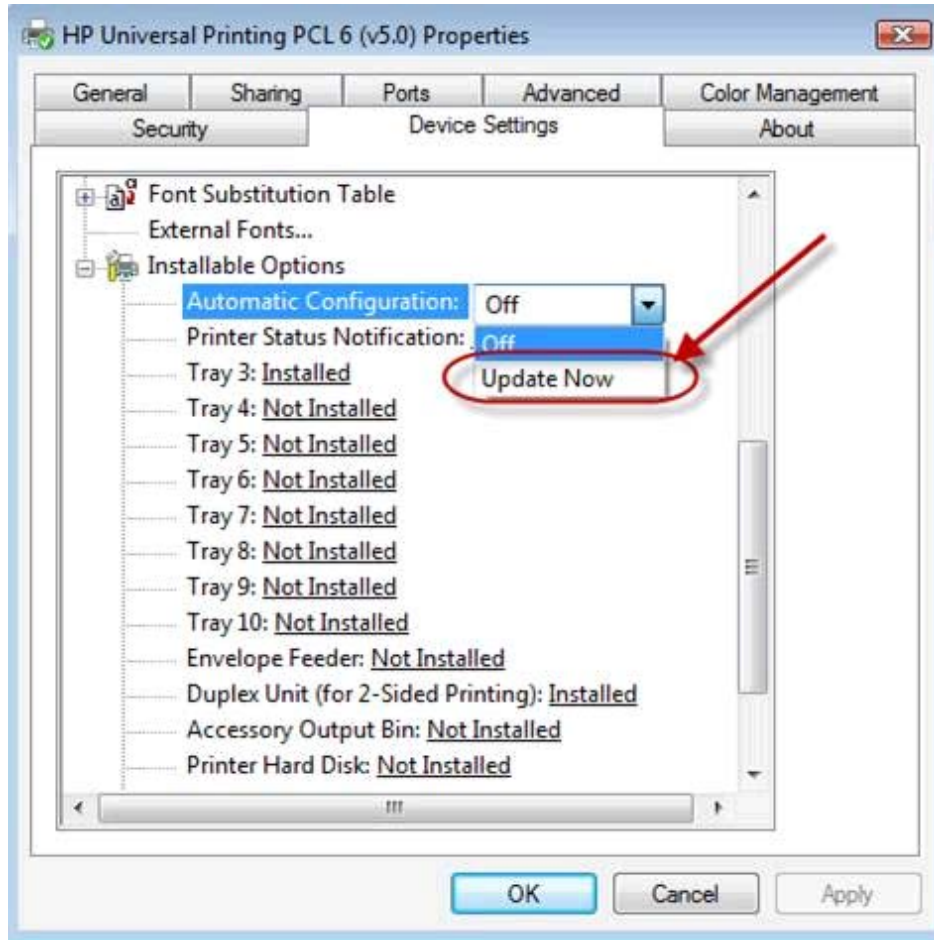 HP Universal Printing PCL 6 (v5.0) Properties
General Sharing Ports Advanced Color Management
Security Device Settings About
Font Substitution Table
External Fonts...
Installable Options
Automatic Configuration: Off
Printer Status Notification: Off
Tray 3: Installed Update Now
Tray 4: Not Installed
Tray 5: Not Installed
Tray 6: Not Installed
Tray 7: Not Installed
Tray 8: Not Installed
Tray 9: Not Installed
Tray 10: Not Installed
Envelope Feeder: Not Installed
Duplex Unit (for 2-Sided Printing): Installed
Accessory Output Bin: Not Installed
Printer Hard Disk: Not Installed
OK Cancel Apply